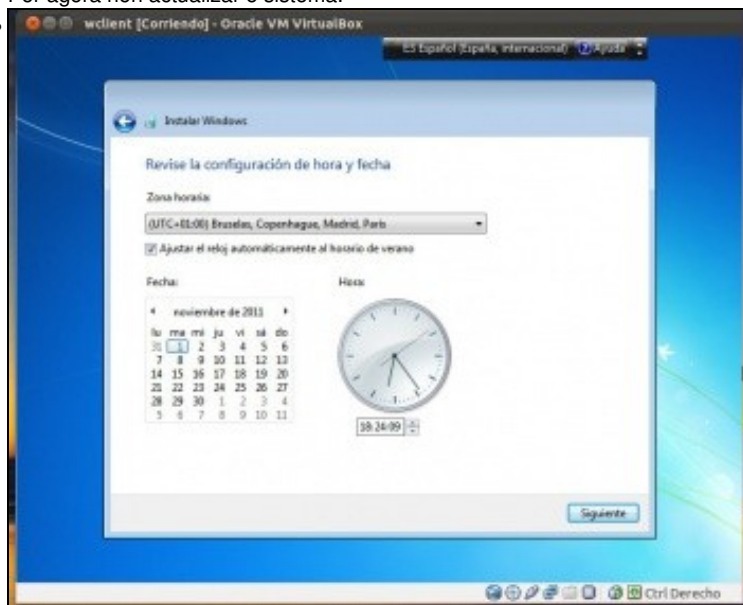 Por agora non actualizar o sistema.
wclient [Corriendo] - Oracle VM VirtualBox
ES Español (España, internacional) Ayuda
Instalar Windows
Revise la configuración de hora y fecha
Zona horaria:
(UTC+01:00) Bruselas, Copenhague, Madrid, París
Ajustar el reloj automáticamente al horario de verano
Fecha:
Hora:
noviembre de 2011
lu ma mi ju vi sá do
31 1 2 3 4 5 6
7 8 9 10 11 12 13
14 15 16 17 18 19 20
21 22 23 24 25 26 27
28 29 30 1 2 3 4
5 6 7 8 9 10 11
18:24:09
Siguiente
Ctrl Derecho